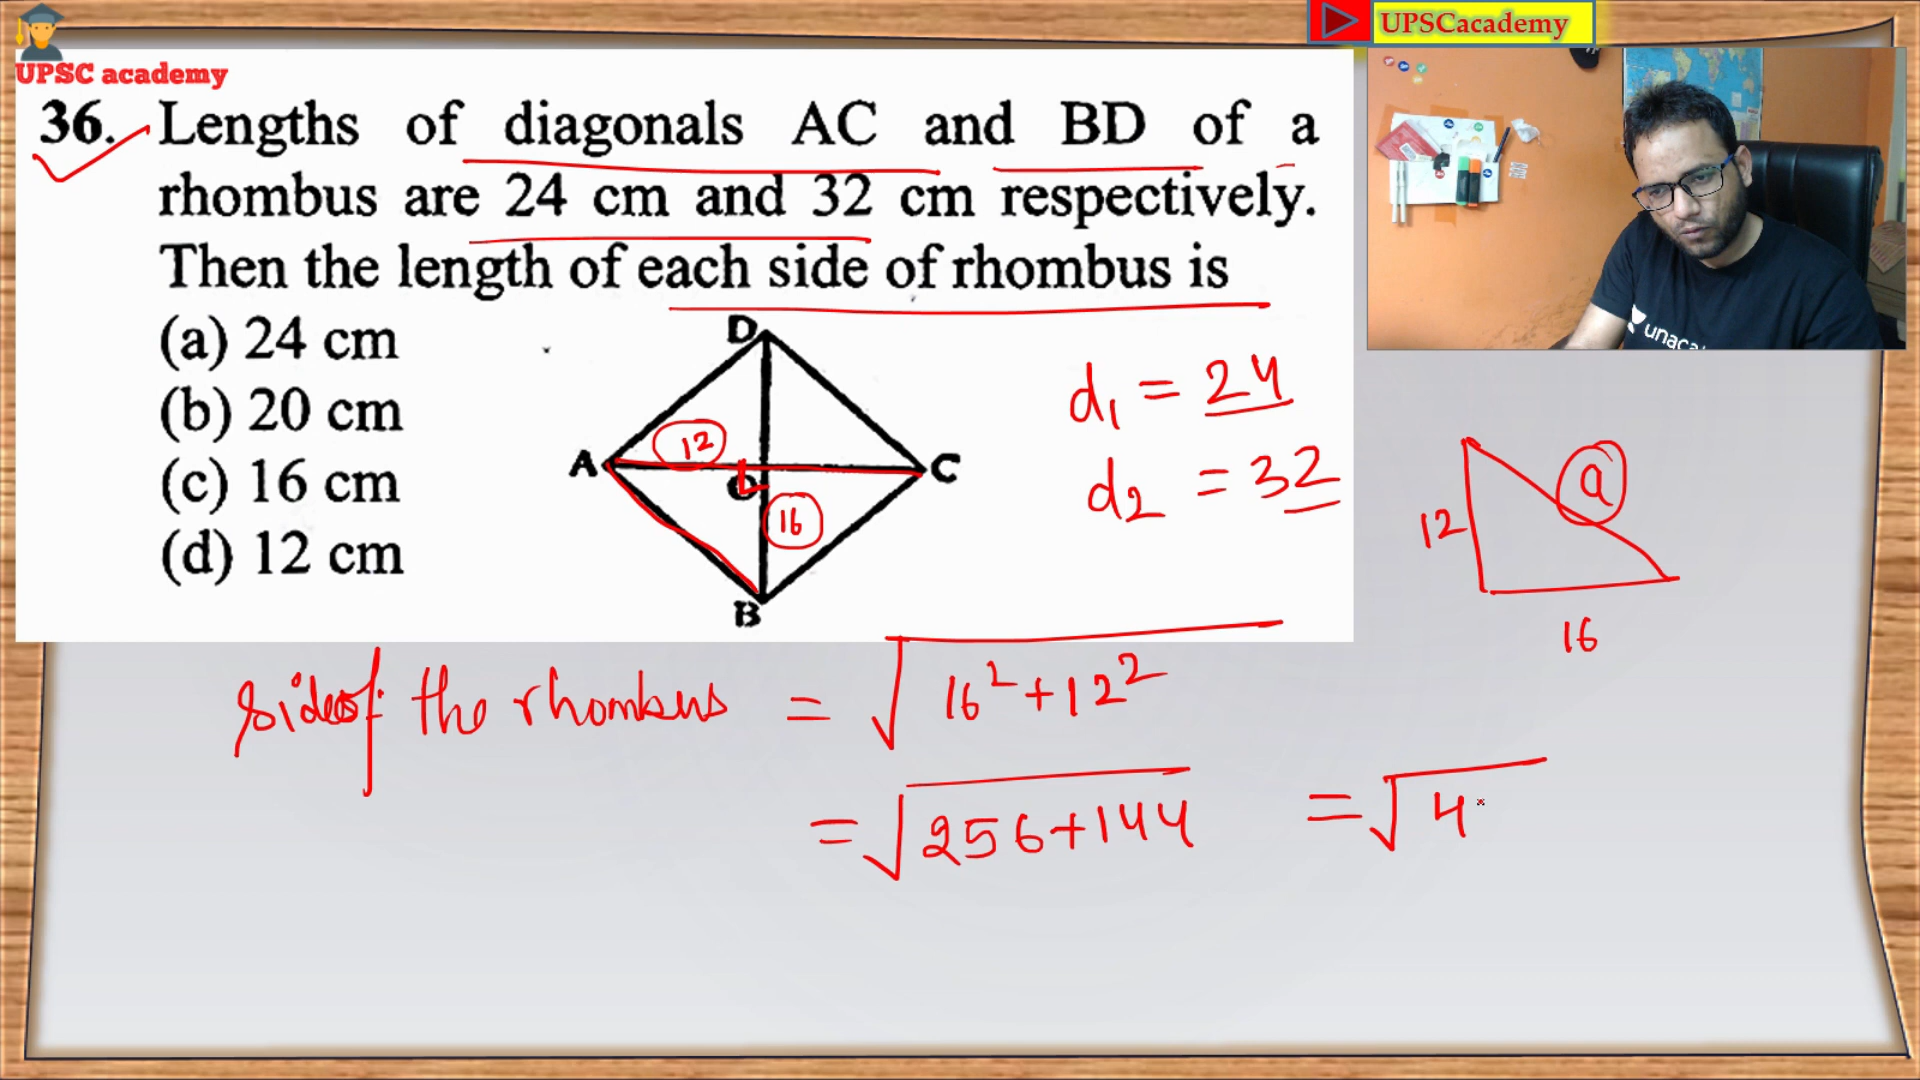 UPSCacademy
UPSC academy
36. Lengths of diagonals AC and BD of a
rhombus are 24 cm and 32 cm respectively.
Then the length of each side of rhombus is
(a) 24 cm
(b) 20 cm
(c) 16 cm
(d) 12 cm
D
A
12
O
C
16
B
d₁ = 24
d₂ = 32
12
a
16
side of the rhombus = √16²+12²
= √256+144 = √4